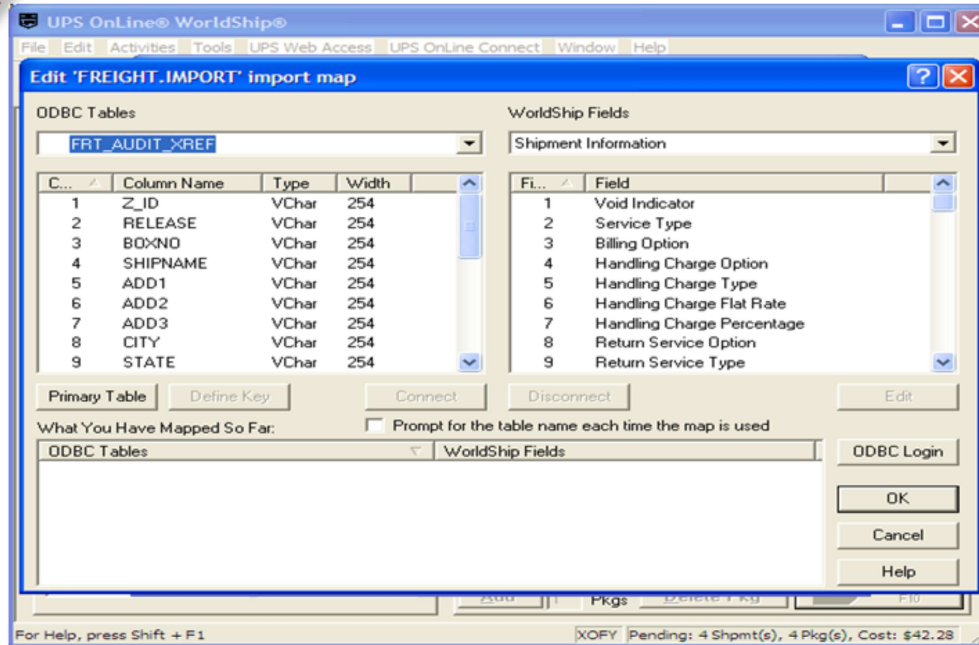 UPS OnLine® WorldShip®
File Edit Activities Tools UPS Web Access UPS OnLine Connect Window Help
Edit 'FREIGHT.IMPORT' import map
ODBC Tables
WorldShip Fields
FRT_AUDIT_XREF
Shipment Information
C... Column Name Type Width
1 Z_ID VChar 254
2 RELEASE VChar 254
3 BOXNO VChar 254
4 SHIPNAME VChar 254
5 ADD1 VChar 254
6 ADD2 VChar 254
7 ADD3 VChar 254
8 CITY VChar 254
9 STATE VChar 254
Fi... Field
1 Void Indicator
2 Service Type
3 Billing Option
4 Handling Charge Option
5 Handling Charge Type
6 Handling Charge Flat Rate
7 Handling Charge Percentage
8 Return Service Option
9 Return Service Type
Primary Table Define Key Connect Disconnect Edit
What You Have Mapped So Far:
Prompt for the table name each time the map is used
ODBC Tables WorldShip Fields
ODBC Login
OK
Cancel
Help
Add Pkgs Delete Pkg F10
For Help, press Shift + F1
XOFY Pending: 4 Shpmt(s), 4 Pkg(s), Cost: $42.28